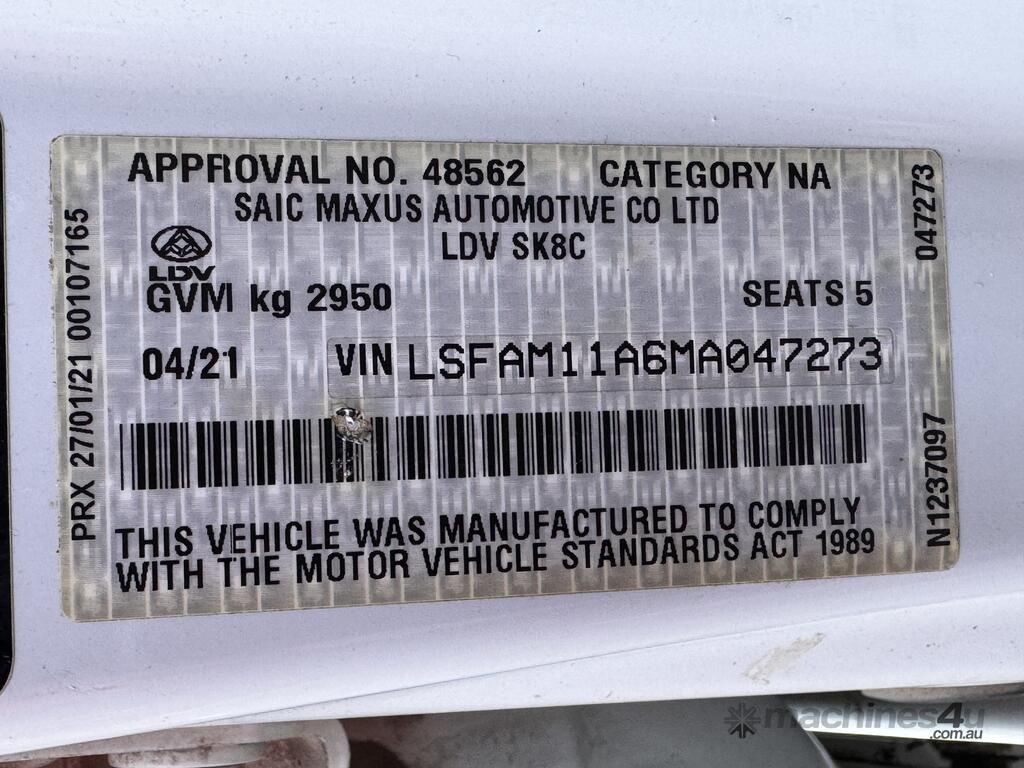 APPROVAL NO. 48562 CATEGORY NA
SAIC MAXUS AUTOMOTIVE CO LTD
LDV SK8C
LDV
GVM kg 2950 SEATS 5
04/21 VIN LSFAM11A6MA047273
THIS VEHICLE WAS MANUFACTURED TO COMPLY
WITH THE MOTOR VEHICLE STANDARDS ACT 1989
PRX 27/01/21 00107165
047273
N1237097
machines4u
.com.au